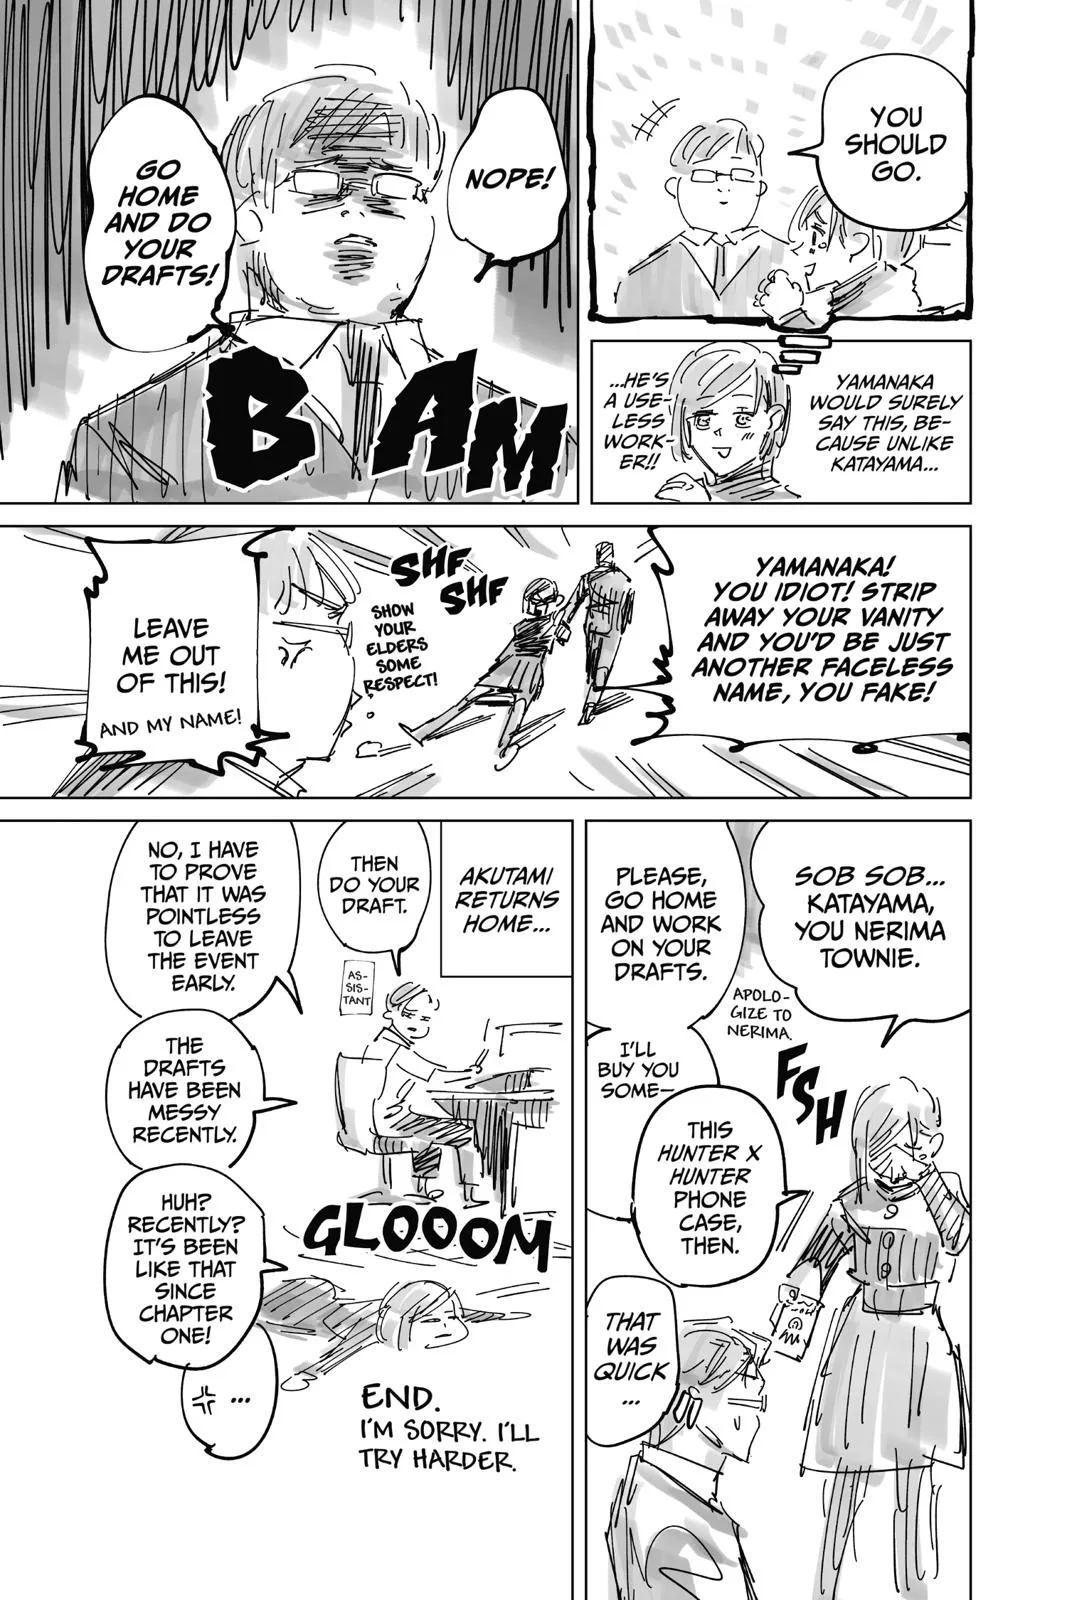 YOU
SHOULD
GO.
YAMANAKA
WOULD SURELY
SAY THIS, BE-
CAUSE UNLIKE
KATAYAMA...
...HE'S
A USE-
LESS
WORK-
ER!!
NOPE!
GO
HOME
AND DO
YOUR
DRAFTS!
BAM
YAMANAKA!
YOU IDIOT! STRIP
AWAY YOUR VANITY
AND YOU'D BE JUST
ANOTHER FACELESS
NAME, YOU FAKE!
SHF
SHF
SHOW
YOUR
ELDERS
SOME
RESPECT!
LEAVE
ME OUT
OF THIS!
AND MY NAME!
SOB SOB...
KATAYAMA,
YOU NERIMA
TOWNIE.
PLEASE,
GO HOME
AND WORK
ON YOUR
DRAFTS.
APOLO-
GIZE TO
NERIMA.
I'LL
BUY YOU
SOME—
FSH
THIS
HUNTER X
HUNTER
PHONE
CASE,
THEN.
THAT
WAS
QUICK
...
AKUTAMI
RETURNS
HOME...
THEN
DO YOUR
DRAFT.
AS-
SIS-
TANT
NO, I HAVE
TO PROVE
THAT IT WAS
POINTLESS
TO LEAVE
THE EVENT
EARLY.
THE
DRAFTS
HAVE BEEN
MESSY
RECENTLY.
GLOOOM
HUH?
RECENTLY?
IT'S BEEN
LIKE THAT
SINCE
CHAPTER
ONE!
...
END.
I'M SORRY. I'LL
TRY HARDER.